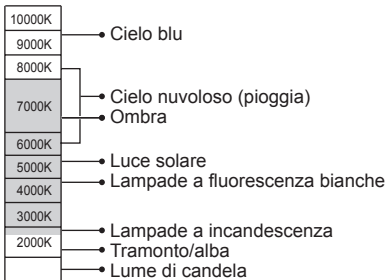 10000K
Cielo blu
9000K
8000K
Cielo nuvoloso (pioggia)
7000K
Ombra
6000K
Luce solare
5000K
Lampade a fluorescenza bianche
4000K
3000K
Lampade a incandescenza
2000K
Tramonto/alba
Lume di candela